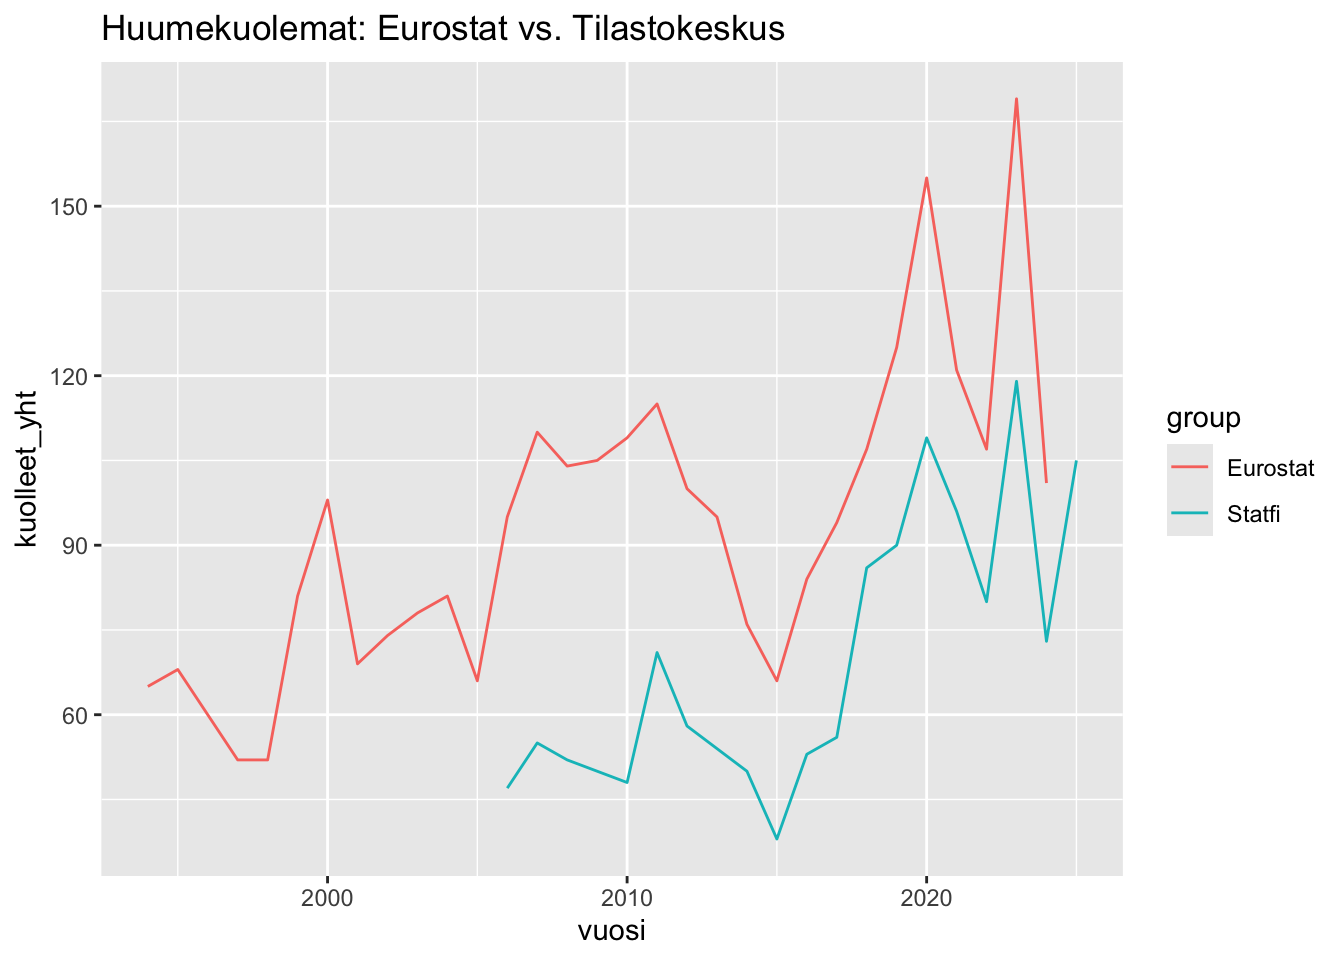 Huumekuolemat: Eurostat vs. Tilastokeskus
kuolleet_yht
150
120
90
60
2000
2010
2020
vuosi
group
Eurostat
Statfi